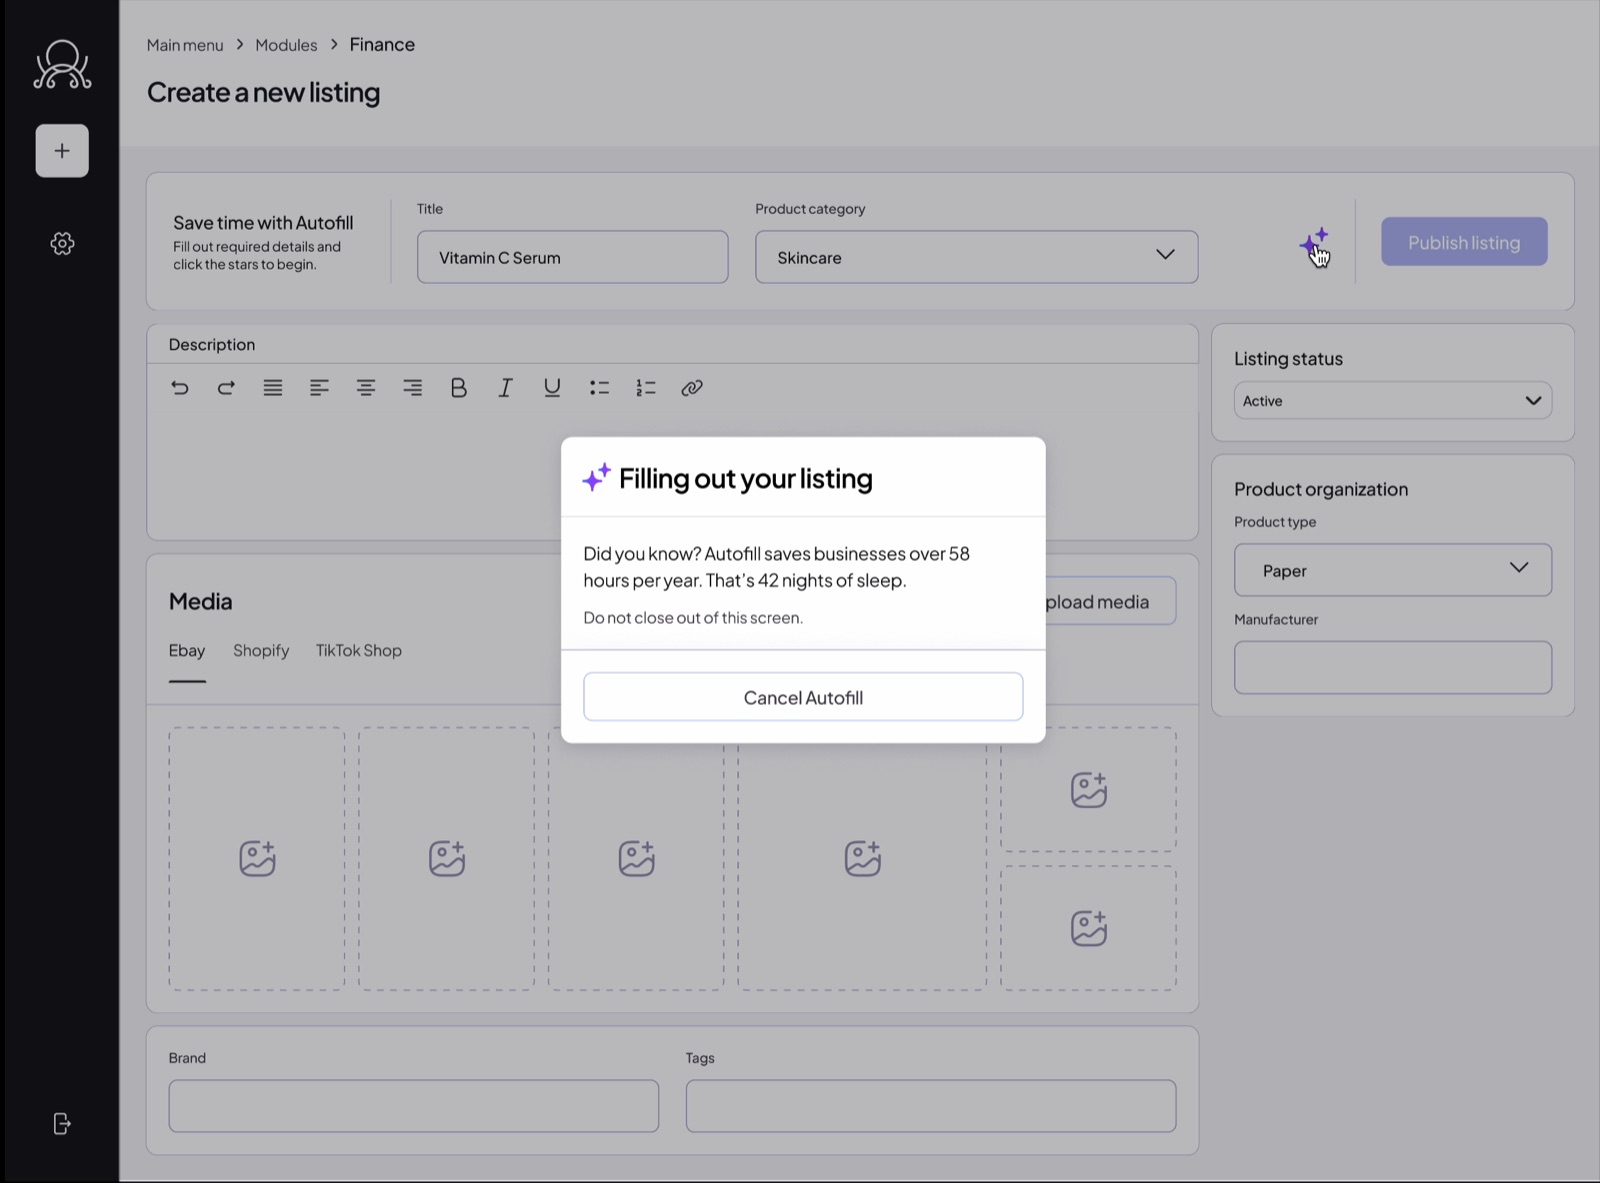 Main menu > Modules > Finance
Create a new listing
Save time with Autofill
Fill out required details and
click the stars to begin.
Title
Vitamin C Serum
Product category
Skincare
Publish listing
Description
B I U
Listing status
Active
Product organization
Product type
Paper
Manufacturer
Filling out your listing
Did you know? Autofill saves businesses over 58
hours per year. That's 42 nights of sleep.
Do not close out of this screen.
Cancel Autofill
Media
pload media
Ebay Shopify TikTok Shop
Brand
Tags